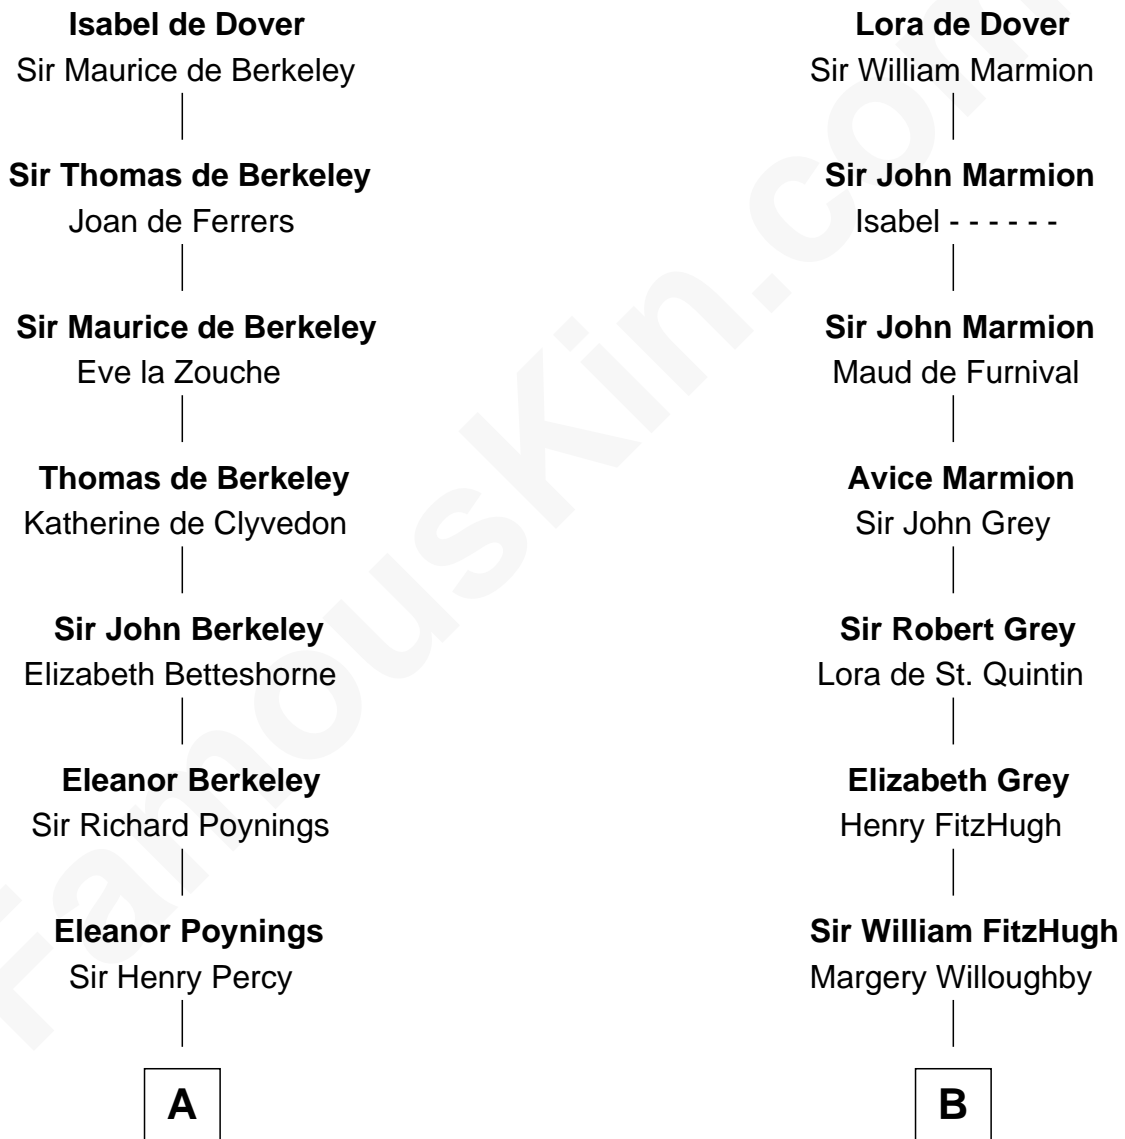 Isabel de Dover
Sir Maurice de Berkeley
Sir Thomas de Berkeley
Joan de Ferrers
Sir Maurice de Berkeley
Eve la Zouche
Thomas de Berkeley
Katherine de Clyvedon
Sir John Berkeley
Elizabeth Betteshorne
Eleanor Berkeley
Sir Richard Poynings
Eleanor Poynings
Sir Henry Percy
A
Lora de Dover
Sir William Marmion
Sir John Marmion
Isabel - - - - - -
Sir John Marmion
Maud de Furnival
Avice Marmion
Sir John Grey
Sir Robert Grey
Lora de St. Quintin
Elizabeth Grey
Henry FitzHugh
Sir William FitzHugh
Margery Willoughby
B
FamousKin.com